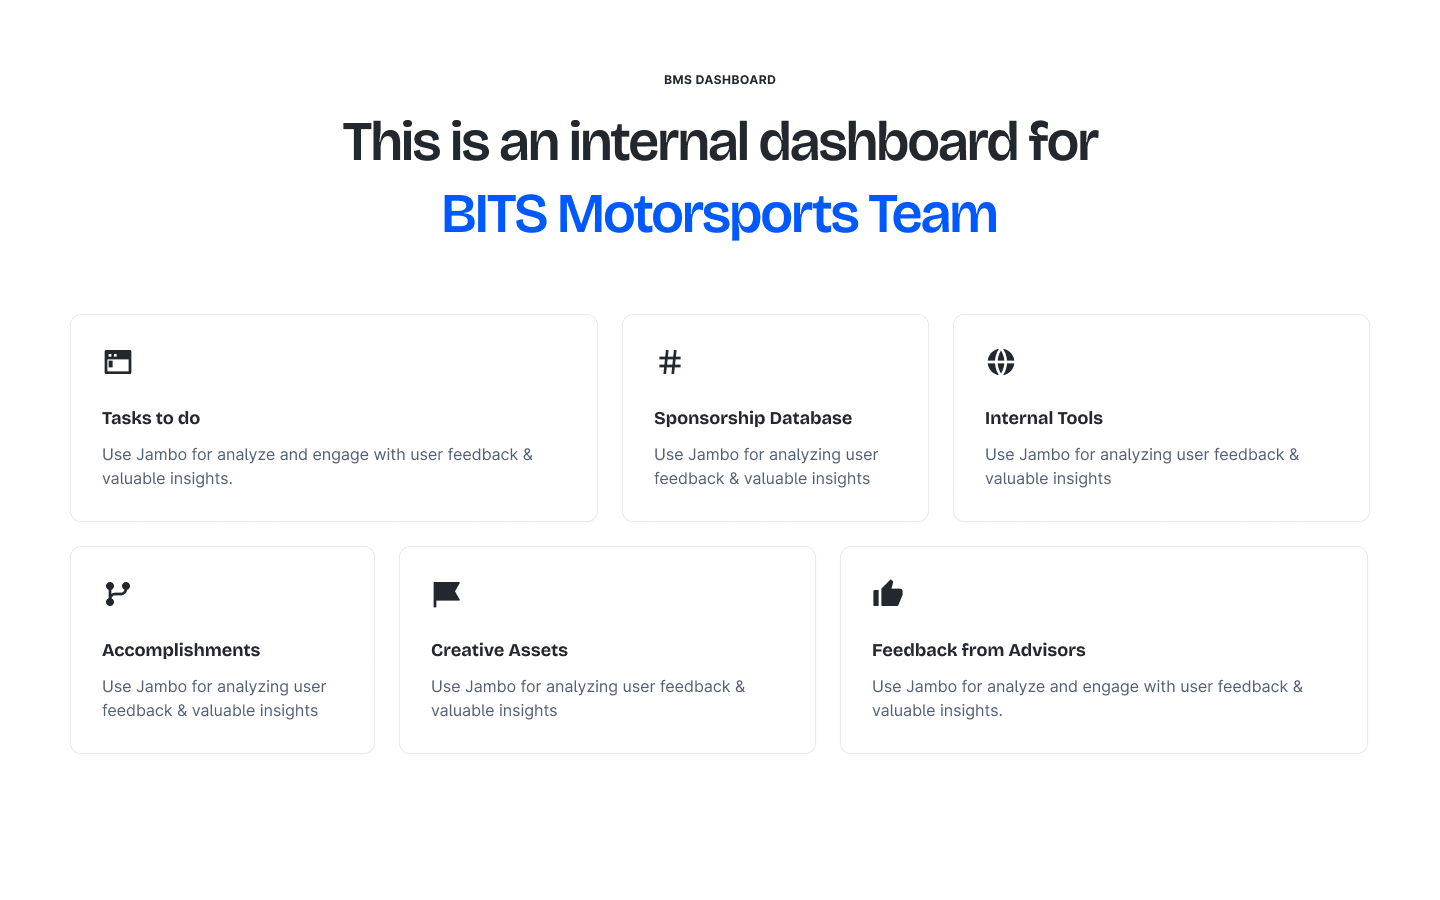 BMS DASHBOARD
This is an internal dashboard for
BITS Motorsports Team
Tasks to do
Use Jambo for analyze and engage with user feedback &
valuable insights.
Sponsorship Database
Use Jambo for analyzing user
feedback & valuable insights
Internal Tools
Use Jambo for analyzing user feedback &
valuable insights
Accomplishments
Use Jambo for analyzing user
feedback & valuable insights
Creative Assets
Use Jambo for analyzing user feedback &
valuable insights
Feedback from Advisors
Use Jambo for analyze and engage with user feedback &
valuable insights.